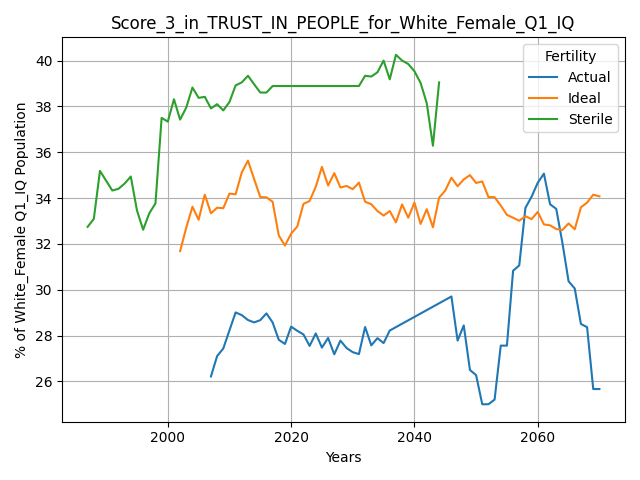 Score_3_in_TRUST_IN_PEOPLE_for_White_Female_Q1_IQ
% of White_Female Q1_IQ Population
40
38
36
34
32
30
28
26
Fertility
Actual
Ideal
Sterile
2000 2020 2040 2060
Years